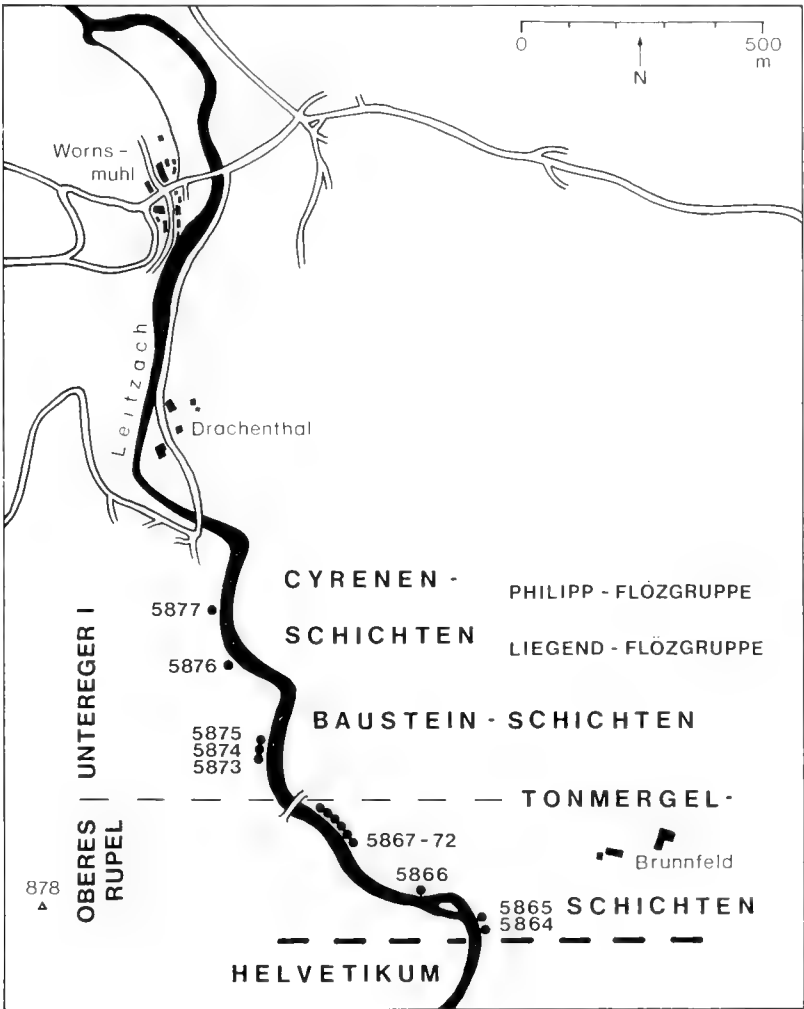 0 500
m
N
Worns-
muhl
Leitzach
Drachenthal
CYRENEN-
SCHICHTEN
PHILIPP-FLÖZGRUPPE
LIEGEND-FLÖZGRUPPE
5877
5876
UNTEREGER I
BAUSTEIN-SCHICHTEN
5875
5874
5873
TONMERGEL-
OBERES
RUPEL
5867-72
Brunnfeld
878
5866
5865
5864
SCHICHTEN
HELVETIKUM